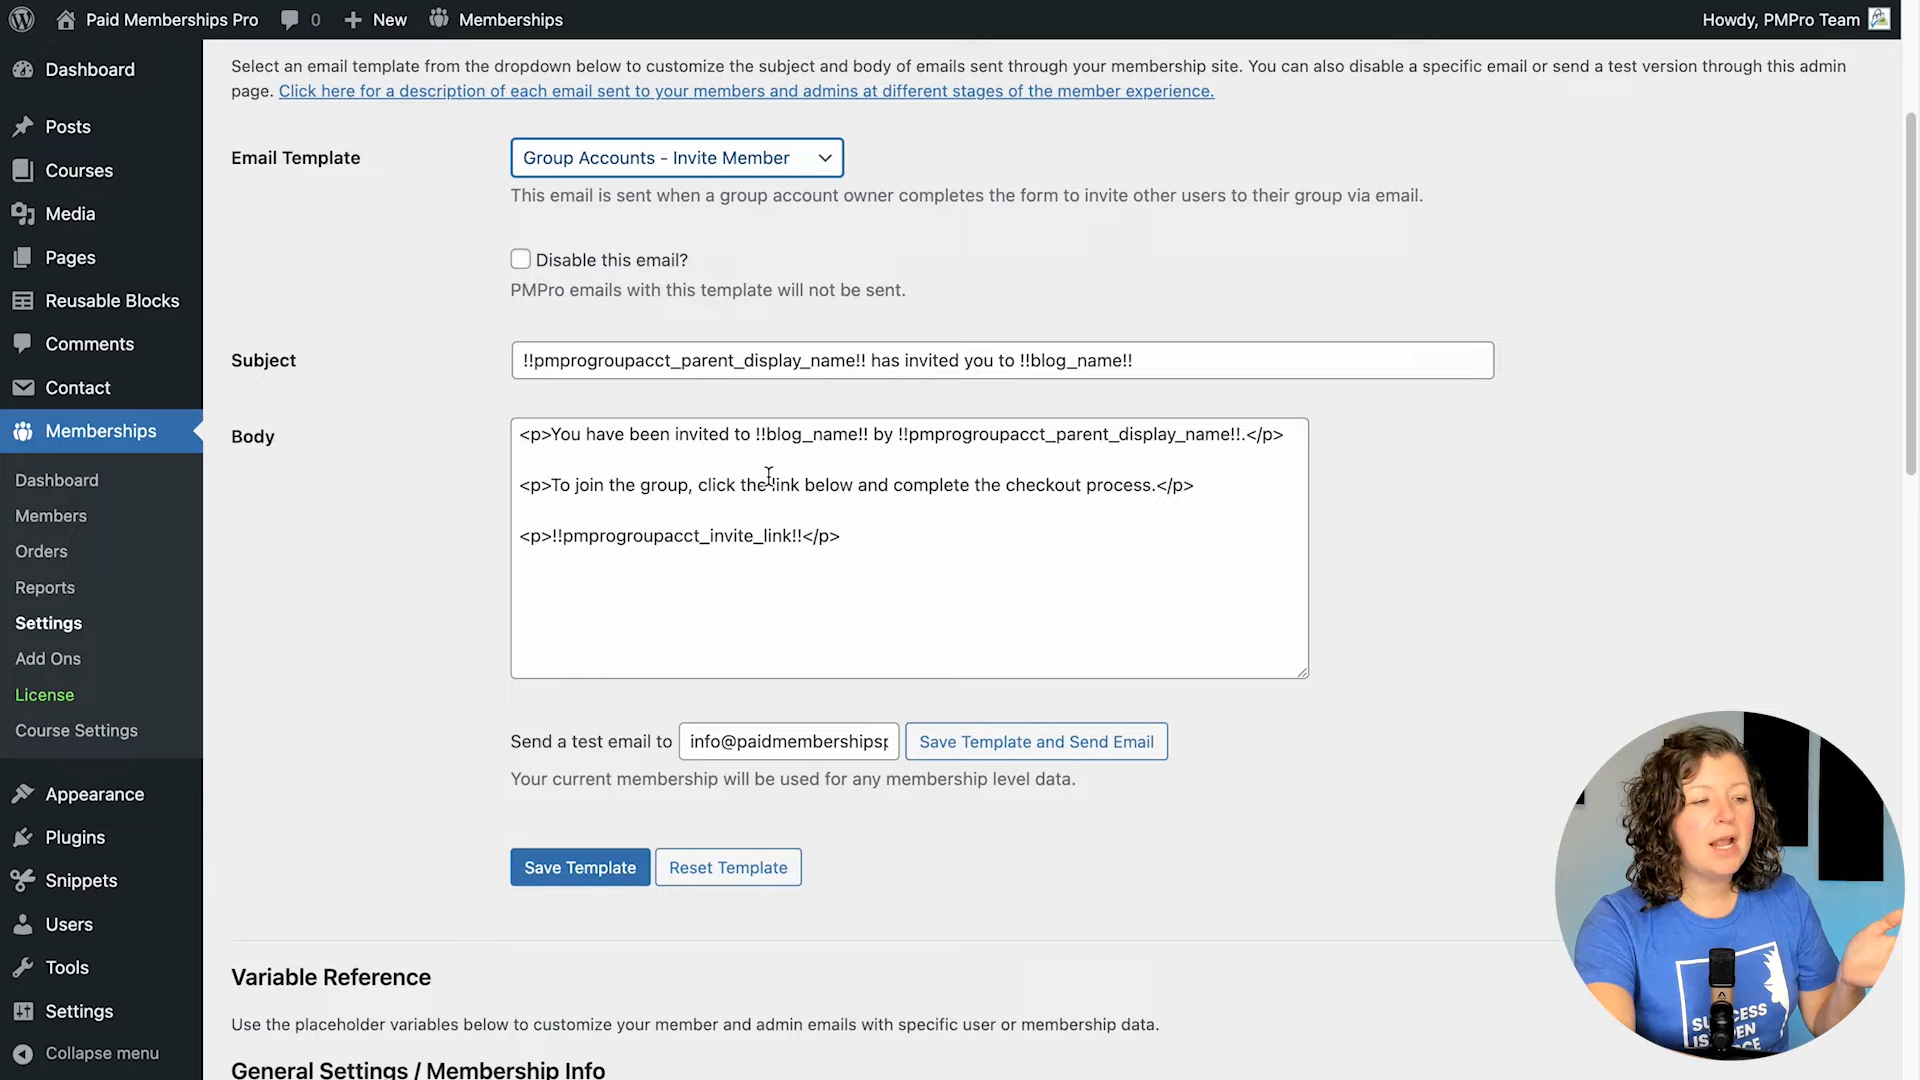 Paid Memberships Pro 0 New Memberships Howdy, PMPro Team
Dashboard
Posts
Courses
Media
Pages
Reusable Blocks
Comments
Contact
Memberships
Dashboard
Members
Orders
Reports
Settings
Add Ons
License
Course Settings
Appearance
Plugins
Snippets
Users
Tools
Settings
Collapse menu
Select an email template from the dropdown below to customize the subject and body of emails sent through your membership site. You can also disable a specific email or send a test version through this admin
page. Click here for a description of each email sent to your members and admins at different stages of the member experience.
Email Template
Group Accounts - Invite Member
This email is sent when a group account owner completes the form to invite other users to their group via email.
Disable this email?
PMPro emails with this template will not be sent.
Subject
!!pmprogroupacct_parent_display_name!! has invited you to !!blog_name!!
Body
<p>You have been invited to !!blog_name!! by !!pmprogroupacct_parent_display_name!!.</p>
<p>To join the group, click the link below and complete the checkout process.</p>
<p>!!pmprogroupacct_invite_link!!</p>
Send a test email to info@paidmembershipsp Save Template and Send Email
Your current membership will be used for any membership level data.
Save Template Reset Template
Variable Reference
Use the placeholder variables below to customize your member and admin emails with specific user or membership data.
General Settings / Membership Info